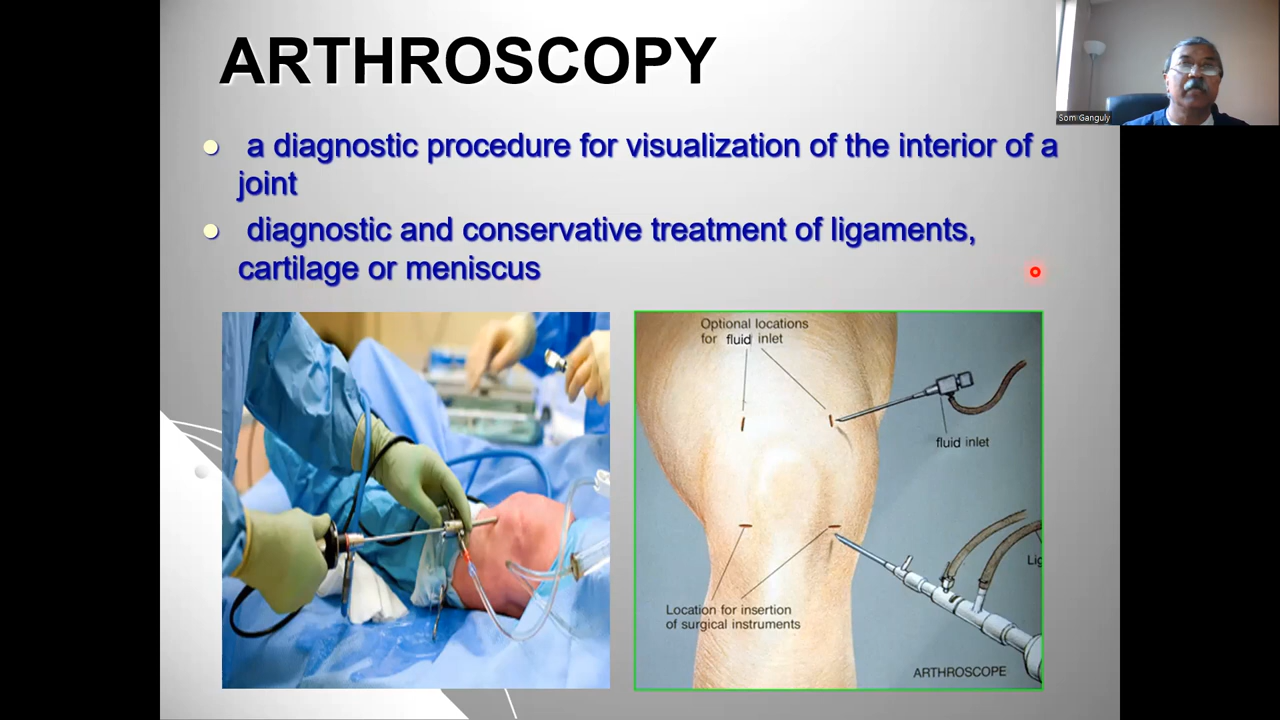 ARTHROSCOPY
Som Ganguly
a diagnostic procedure for visualization of the interior of a
joint
diagnostic and conservative treatment of ligaments,
cartilage or meniscus
Optional locations
for fluid inlet
fluid inlet
Lig
Location for insertion
of surgical instruments
ARTHROSCOPE